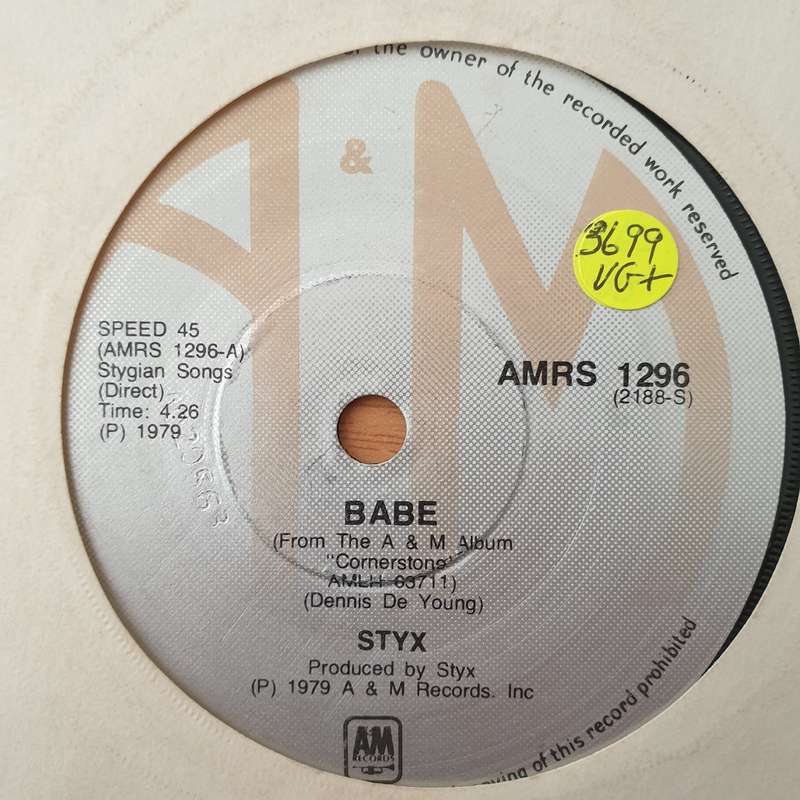 the owner of the recorded work reserved
A & M
3699
VG+
SPEED 45
(AMRS 1296-A)
Stygian Songs
(Direct)
Time: 4.26
(P) 1979
AMRS 1296
(2188-S)
BABE
(From The A & M Album
"Cornerstone"
AMLH 63711)
(Dennis De Young)
STYX
Produced by Styx
(P) 1979 A & M Records. Inc
AM
RECORDS
of this record prohibited